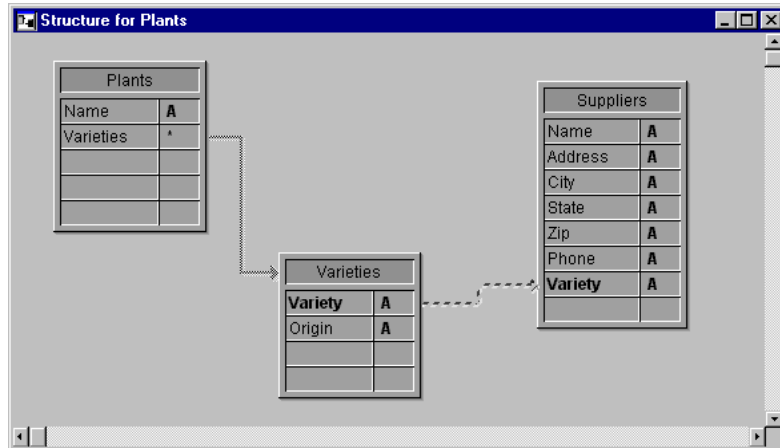 Structure for Plants
Plants
Name A
Varieties *
Suppliers
Name A
Address A
City A
State A
Zip A
Phone A
Variety A
Varieties
Variety A
Origin A